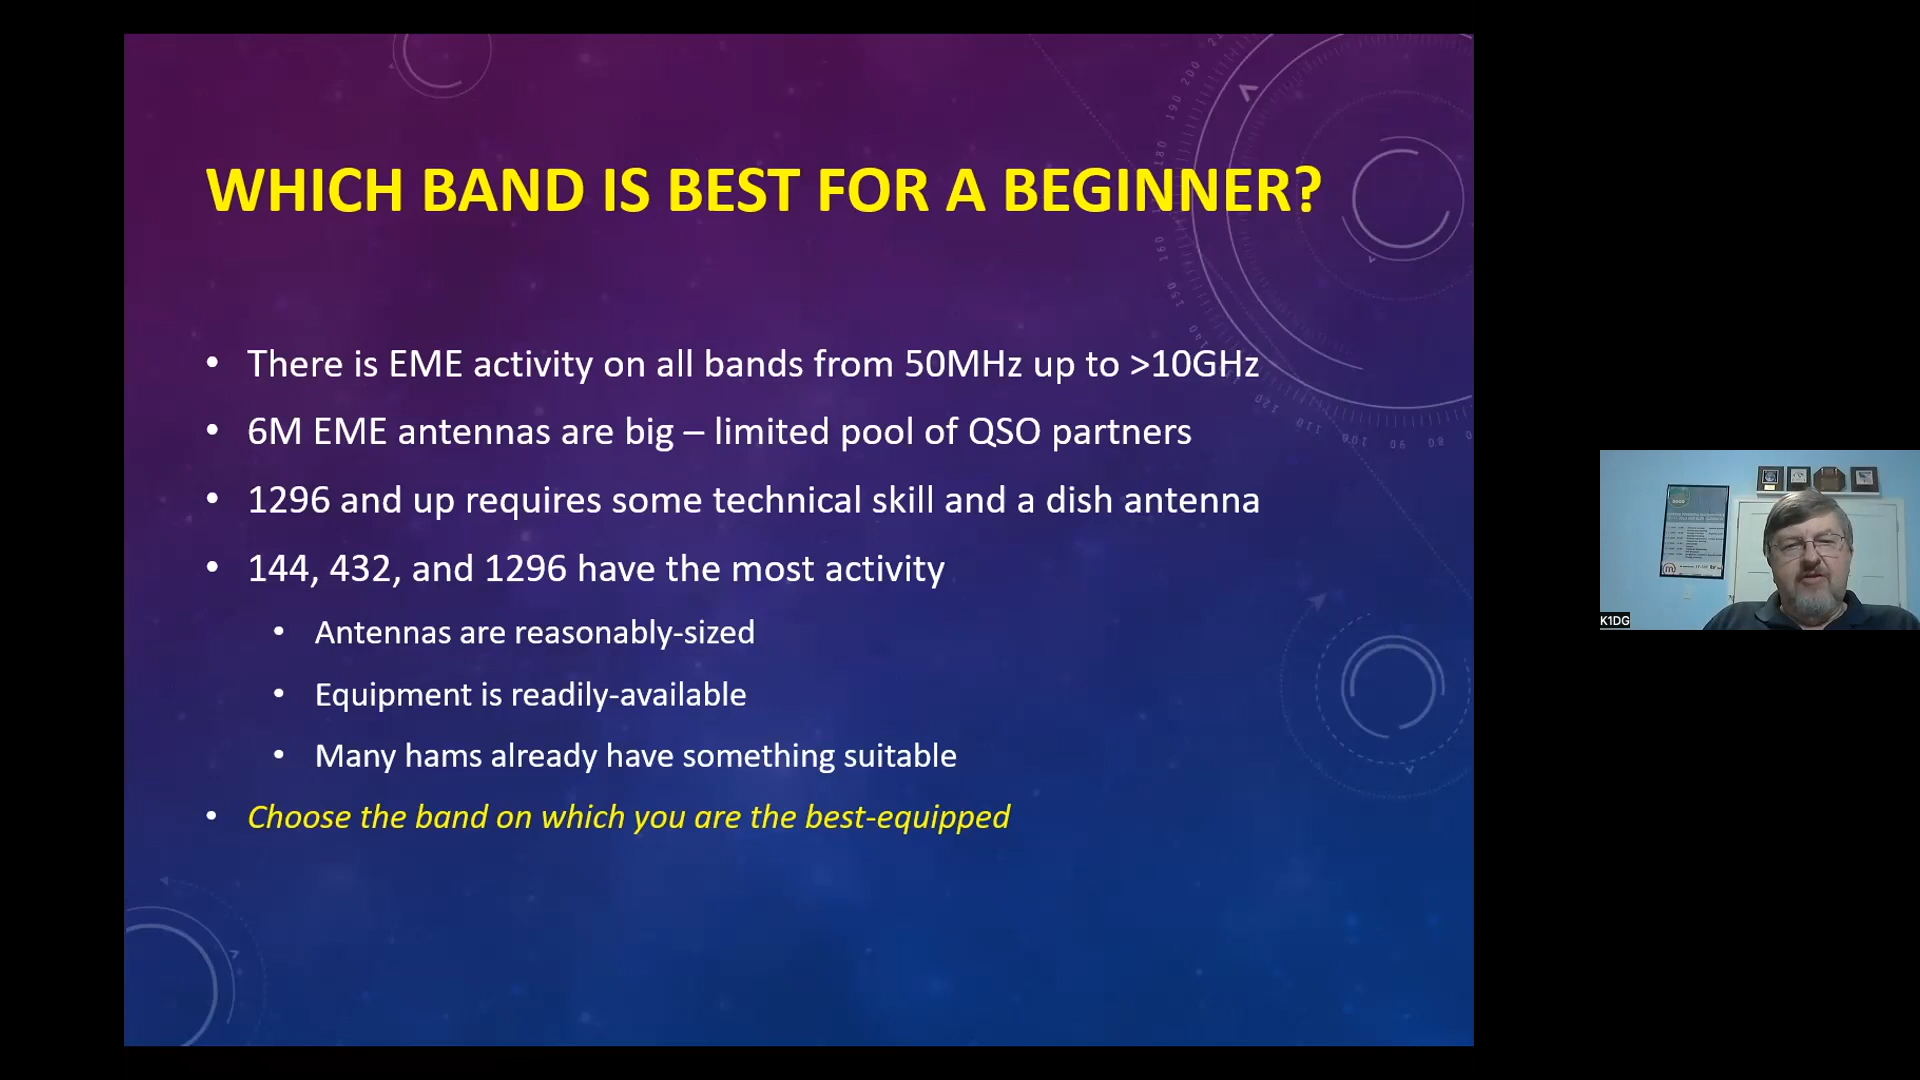 WHICH BAND IS BEST FOR A BEGINNER?
• There is EME activity on all bands from 50MHz up to >10GHz
• 6M EME antennas are big – limited pool of QSO partners
• 1296 and up requires some technical skill and a dish antenna
• 144, 432, and 1296 have the most activity
• Antennas are reasonably-sized
• Equipment is readily-available
• Many hams already have something suitable
• Choose the band on which you are the best-equipped
K1DG